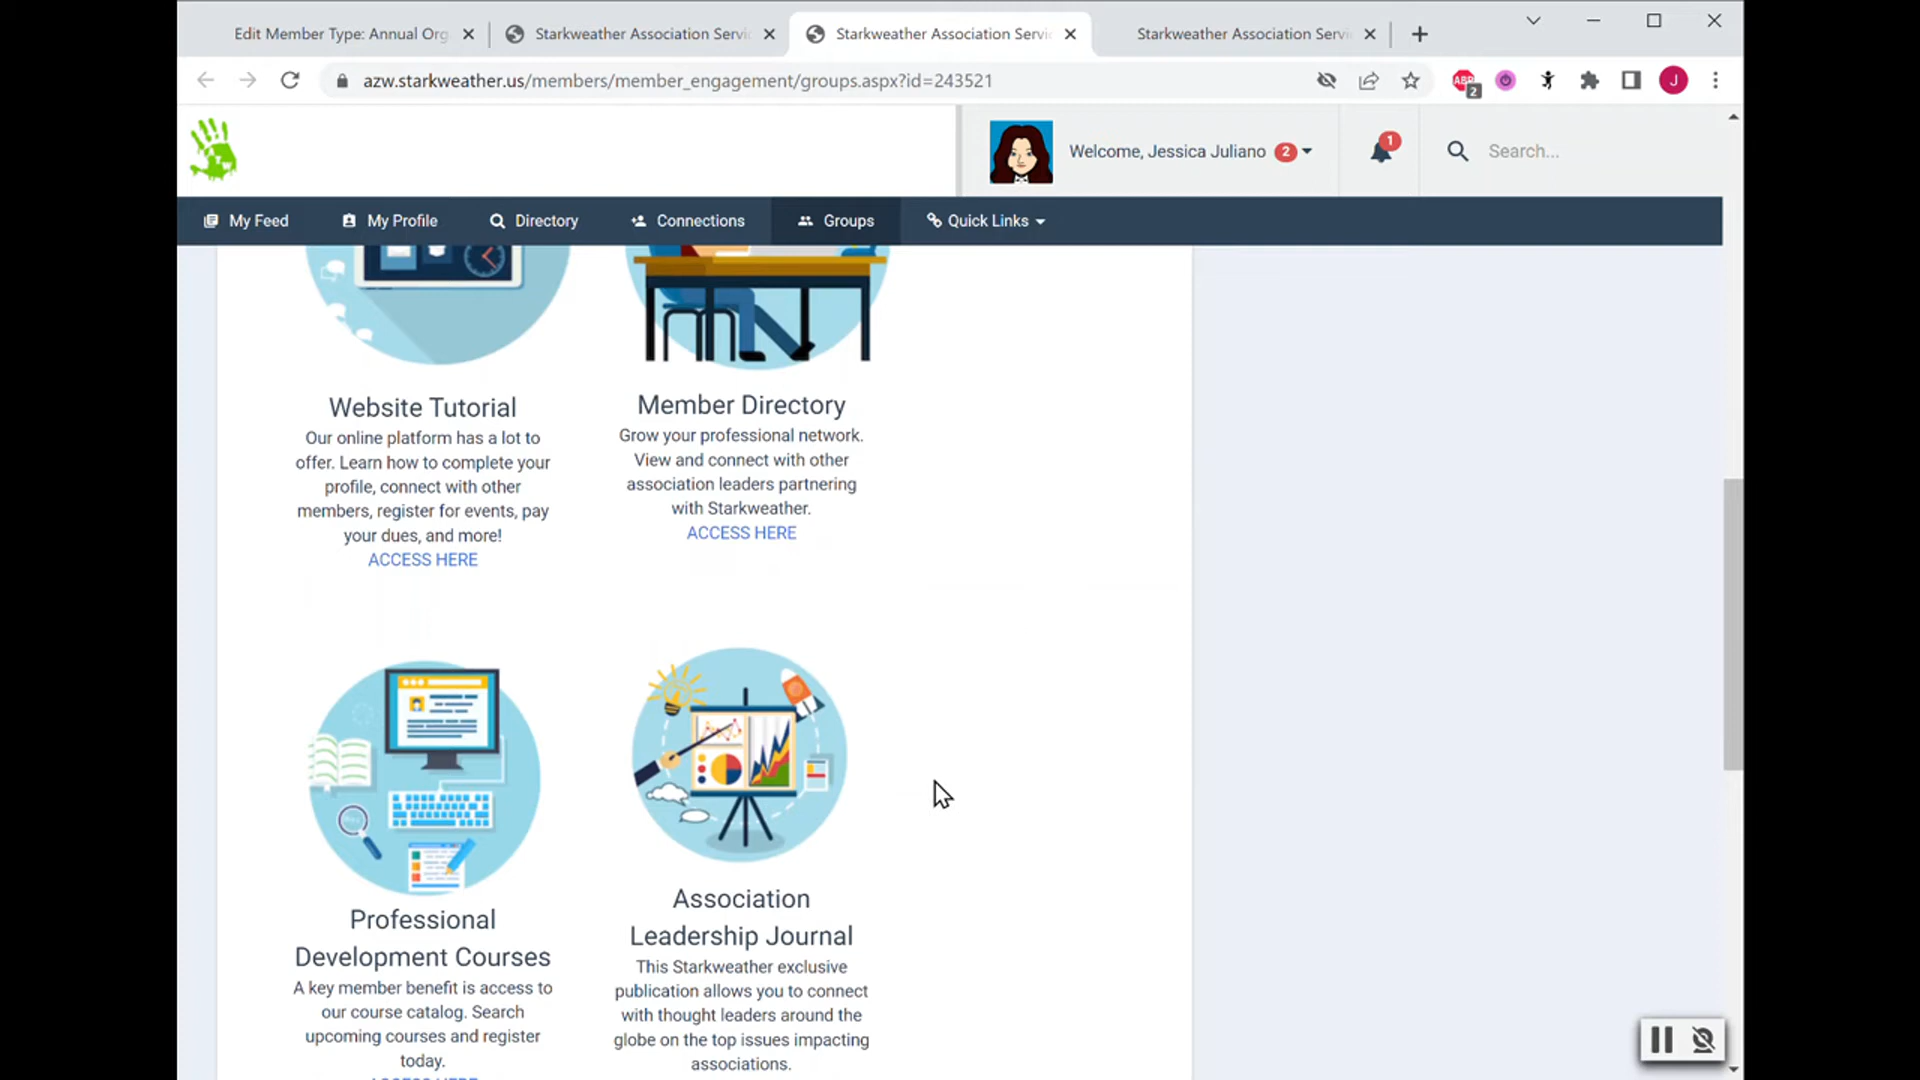 Edit Member Type: Annual Org
Starkweather Association Servi
Starkweather Association Servi
Starkweather Association Servi
azw.starkweather.us/members/member_engagement/groups.aspx?id=243521
ABP
2
J
Welcome, Jessica Juliano 2
1
Search...
My Feed
My Profile
Directory
Connections
Groups
Quick Links
Website Tutorial
Our online platform has a lot to
offer. Learn how to complete your
profile, connect with other
members, register for events, pay
your dues, and more!
ACCESS HERE
Member Directory
Grow your professional network.
View and connect with other
association leaders partnering
with Starkweather.
ACCESS HERE
Professional
Development Courses
A key member benefit is access to
our course catalog. Search
upcoming courses and register
today.
ACCESS HERE
Association
Leadership Journal
This Starkweather exclusive
publication allows you to connect
with thought leaders around the
globe on the top issues impacting
associations.